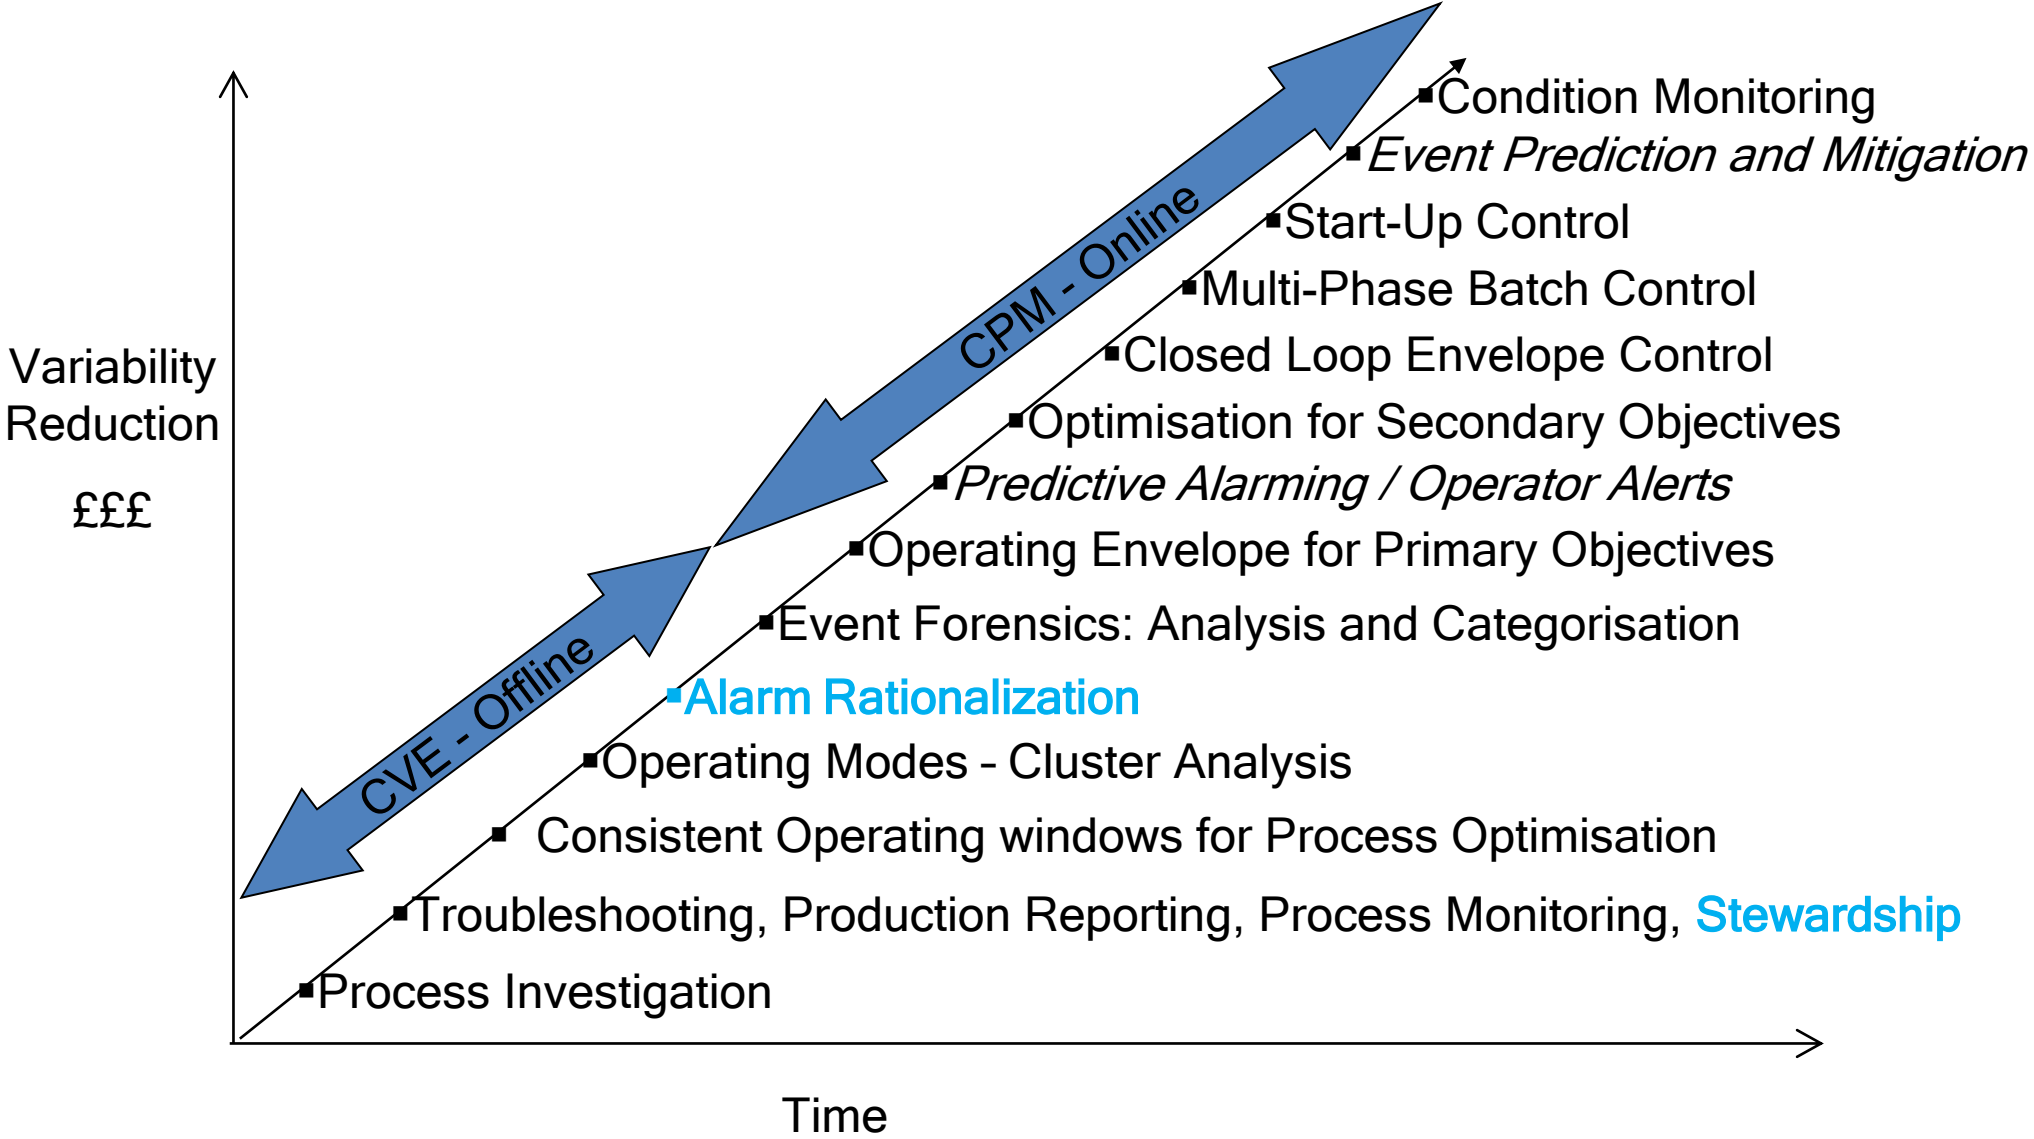 Condition Monitoring
Event Prediction and Mitigation
Start-Up Control
Multi-Phase Batch Control
Closed Loop Envelope Control
Optimisation for Secondary Objectives
Predictive Alarming / Operator Alerts
Operating Envelope for Primary Objectives
Event Forensics: Analysis and Categorisation
Alarm Rationalization
Operating Modes – Cluster Analysis
Consistent Operating windows for Process Optimisation
Troubleshooting, Production Reporting, Process Monitoring, Stewardship
Process Investigation
CPM - Online
CVE - Offline
Variability
Reduction
£££
Time